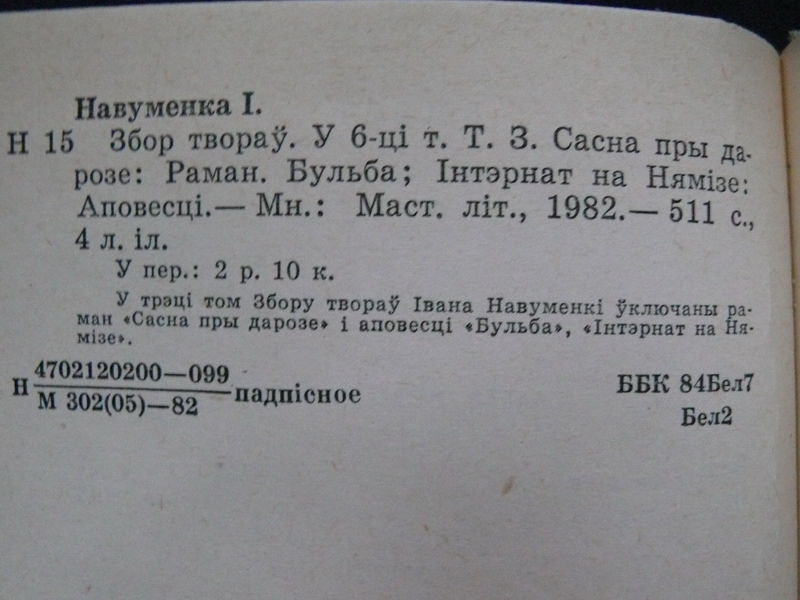 Навуменка І.
Н 15 Збор твораў. У 6-ці т. Т. 3. Сасна пры да-
розе: Раман. Бульба; Інтэрнат на Нямізе:
Аповесці.— Мн.: Маст. літ., 1982.— 511 с.,
4 л. іл.
У пер.: 2 р. 10 к.
У трэці том Збору твораў Івана Навуменкі ўключаны ра-
ман «Сасна пры дарозе» і аповесці «Бульба», «Інтэрнат на Ня-
мізе».
Н 4702120200—099
М 302(05)—82 падпісное
ББК 84Бел7
Бел2